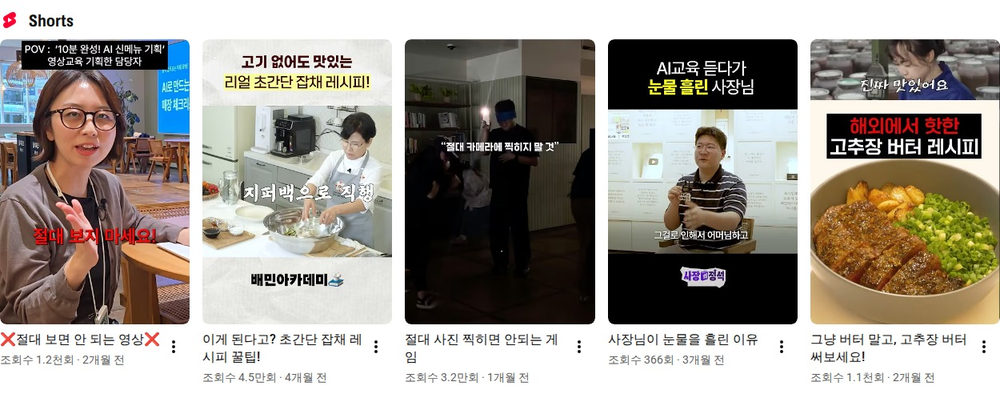 Shorts
POV : '10분 완성! AI 신메뉴 기획'
영상교육 기획한 담당자
AI로 만드는
매장 체크리
절대 보지 마세요!
❌절대 보면 안 되는 영상❌
조회수 1.2천회 · 2개월 전
고기 없어도 맛있는
리얼 초간단 잡채 레시피!
지퍼백으로 직행
배민아카데미
이게 된다고? 초간단 잡채 레
시피 꿀팁!
조회수 4.5만회 · 4개월 전
"절대 카메라에 찍히지 말 것"
절대 사진 찍히면 안되는 게
임
조회수 3.2만회 · 1개월 전
AI교육 듣다가
눈물 흘린 사장님
그걸로 인해서 어머님하고
사장의정석
사장님이 눈물을 흘린 이유
조회수 366회 · 3개월 전
진짜 맛있어요
해외에서 핫한
고추장 버터 레시피
그냥 버터 말고, 고추장 버터
써보세요!
조회수 1.1천회 · 2개월 전